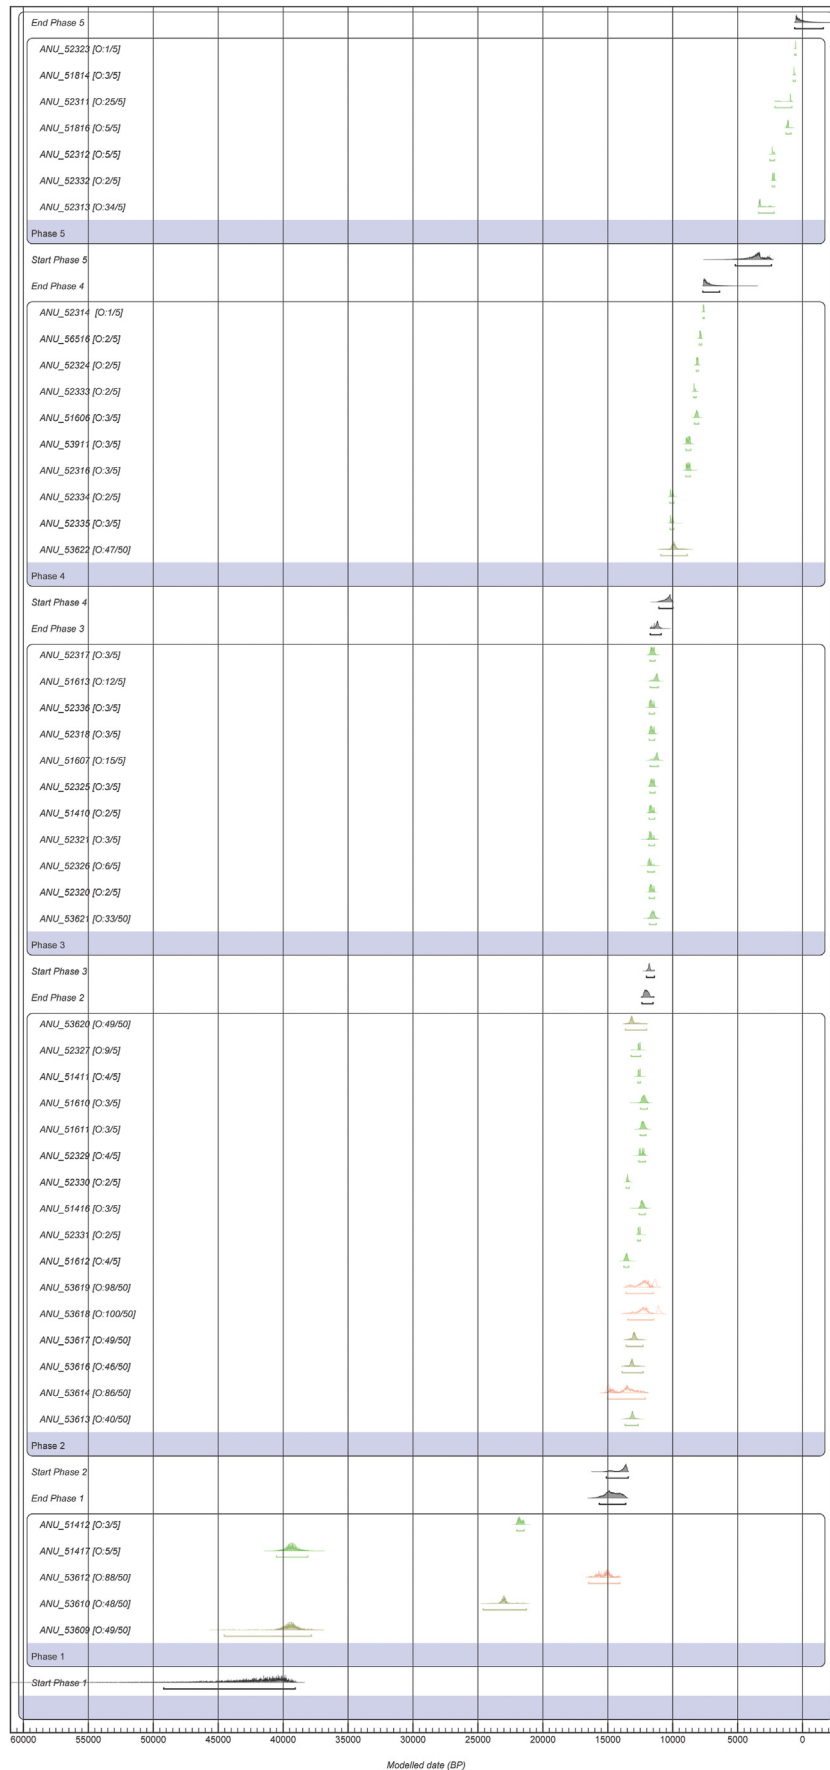 End Phase 5
ANU_52323 [O:1/5]
ANU_51814 [O:3/5]
ANU_52311 [O:25/5]
ANU_51816 [O:5/5]
ANU_52312 [O:5/5]
ANU_52332 [O:2/5]
ANU_52313 [O:34/5]
Phase 5
Start Phase 5
End Phase 4
ANU_52314 [O:1/5]
ANU_56516 [O:2/5]
ANU_52324 [O:2/5]
ANU_52333 [O:2/5]
ANU_51606 [O:3/5]
ANU_53911 [O:3/5]
ANU_52316 [O:3/5]
ANU_52334 [O:2/5]
ANU_52335 [O:3/5]
ANU_53622 [O:47/50]
Phase 4
Start Phase 4
End Phase 3
ANU_52317 [O:3/5]
ANU_51613 [O:12/5]
ANU_52336 [O:3/5]
ANU_52318 [O:3/5]
ANU_51607 [O:15/5]
ANU_52325 [O:3/5]
ANU_51410 [O:2/5]
ANU_52321 [O:3/5]
ANU_52326 [O:6/5]
ANU_52320 [O:2/5]
ANU_53621 [O:33/50]
Phase 3
Start Phase 3
End Phase 2
ANU_53620 [O:49/50]
ANU_52327 [O:9/5]
ANU_51411 [O:4/5]
ANU_51610 [O:3/5]
ANU_51611 [O:3/5]
ANU_52329 [O:4/5]
ANU_52330 [O:2/5]
ANU_51416 [O:3/5]
ANU_52331 [O:2/5]
ANU_51612 [O:4/5]
ANU_53619 [O:98/50]
ANU_53618 [O:100/50]
ANU_53617 [O:49/50]
ANU_53616 [O:46/50]
ANU_53614 [O:86/50]
ANU_53613 [O:40/50]
Phase 2
Start Phase 2
End Phase 1
ANU_51412 [O:3/5]
ANU_51417 [O:5/5]
ANU_53612 [O:88/50]
ANU_53610 [O:48/50]
ANU_53609 [O:49/50]
Phase 1
Start Phase 1
60000 55000 50000 45000 40000 35000 30000 25000 20000 15000 10000 5000 0
Modelled date (BP)